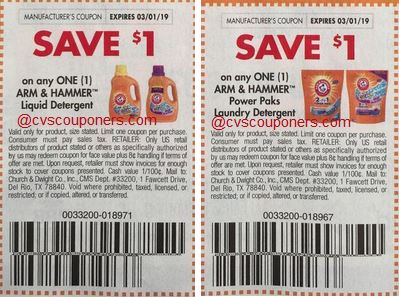 MANUFACTURER'S COUPON EXPIRES 03/01/19
SAVE $1
on any ONE (1)
ARM & HAMMER™
Liquid Detergent
@cvscouponers.com
Valid only for product, size stated. Limit one coupon per purchase.
Consumer must pay sales tax. RETAILER: Only US retail
distributors of product stated or others as specifically authorized
by us may redeem coupon for face value plus 8¢ handling if terms of
offer are met. Upon request, retailer must show invoices for enough
stock to cover coupons presented. Cash value 1/100¢. Mail to:
Church & Dwight Co., Inc., CMS Dept. #33200, 1 Fawcett Drive,
Del Rio, TX 78840. Void where prohibited, taxed, licensed, or
restricted; or if copied, altered, or transferred.
0033200-018971
MANUFACTURER'S COUPON EXPIRES 03/01/19
SAVE $1
on any ONE (1)
ARM & HAMMER™
Power Paks
Laundry Detergent
@cvscouponers.com
Valid only for product, size stated. Limit one coupon per purchase.
Consumer must pay sales tax. RETAILER: Only US retail
distributors of product stated or others as specifically authorized
by us may redeem coupon for face value plus 8¢ handling if terms of
offer are met. Upon request, retailer must show invoices for enough
stock to cover coupons presented. Cash value 1/100¢. Mail to:
Church & Dwight Co., Inc., CMS Dept. #33200, 1 Fawcett Drive,
Del Rio, TX 78840. Void where prohibited, taxed, licensed, or
restricted; or if copied, altered, or transferred.
0033200-018967